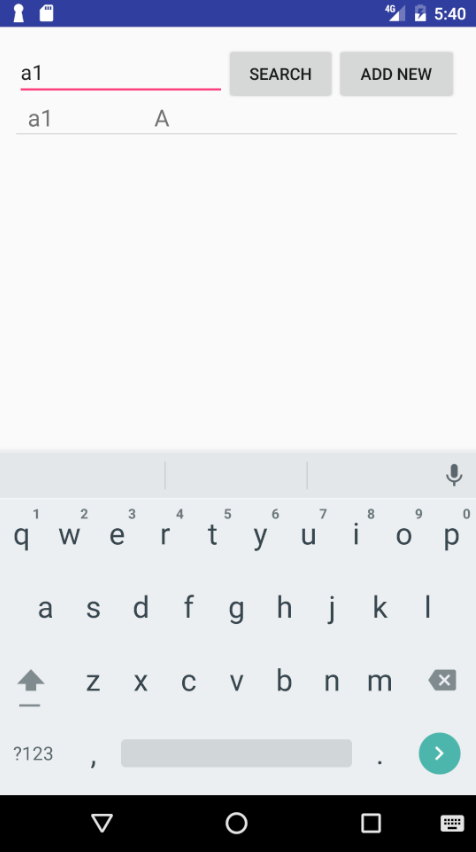 4G 5:40
a1 SEARCH ADD NEW
a1 A
1 2 3 4 5 6 7 8 9 0
q w e r t y u i o p
a s d f g h j k l
z x c v b n m
?123 , .